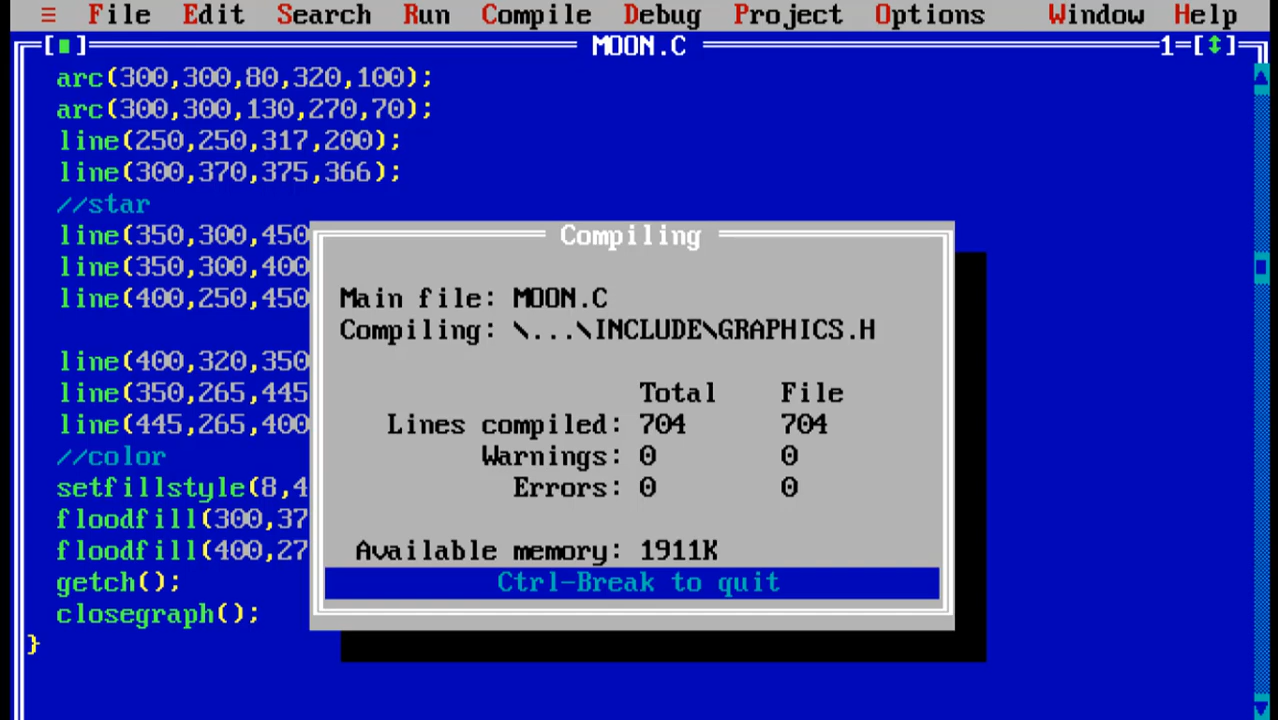 ≡ File Edit Search Run Compile Debug Project Options Window Help
[■] MOON.C 1=[↕]
arc(300,300,80,320,100);
arc(300,300,130,270,70);
line(250,250,317,200);
line(300,370,375,366);
//star
line(350,300,450
line(350,300,400
line(400,250,450
line(400,320,350
line(350,265,445
line(445,265,400
//color
setfillstyle(8,4
floodfill(300,37
floodfill(400,27
getch();
closegraph();
}
Compiling
Main file: MOON.C
Compiling: \...\INCLUDE\GRAPHICS.H
Total File
Lines compiled: 704 704
Warnings: 0 0
Errors: 0 0
Available memory: 1911K
Ctrl-Break to quit